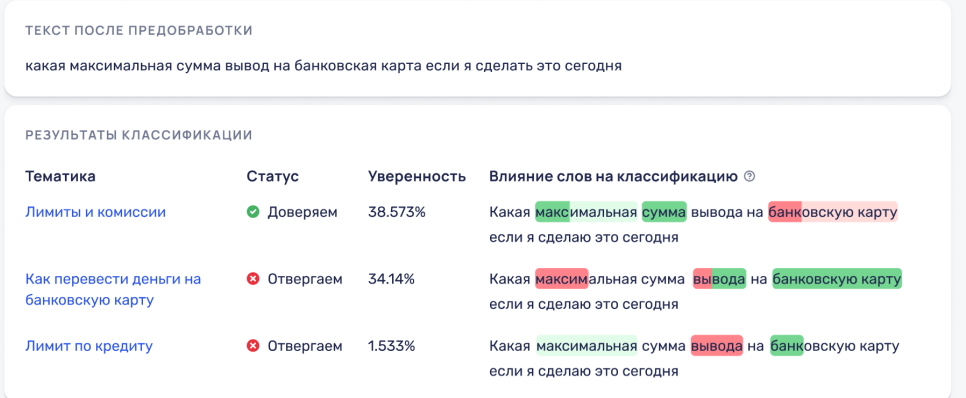 ТЕКСТ ПОСЛЕ ПРЕДОБРАБОТКИ
какая максимальная сумма вывод на банковская карта если я сделать это сегодня
РЕЗУЛЬТАТЫ КЛАССИФИКАЦИИ
Тематика Статус Уверенность Влияние слов на классификацию ?
Лимиты и комиссии Доверяем 38.573% Какая максимальная сумма вывода на банковскую карту
если я сделаю это сегодня
Как перевести деньги на Отвергаем 34.14% Какая максимальная сумма вывода на банковскую карту
банковскую карту если я сделаю это сегодня
Лимит по кредиту Отвергаем 1.533% Какая максимальная сумма вывода на банковскую карту
если я сделаю это сегодня